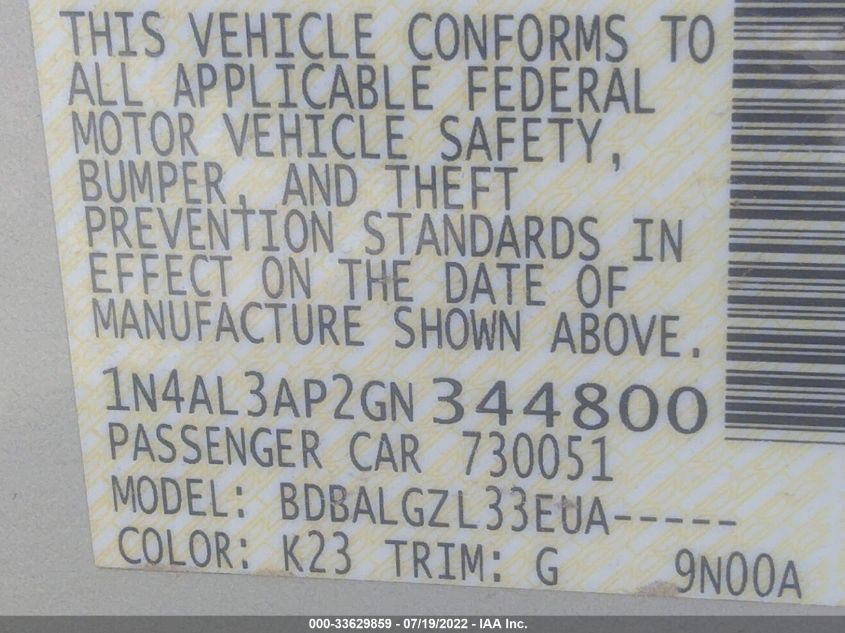 THIS VEHICLE CONFORMS TO
ALL APPLICABLE FEDERAL
MOTOR VEHICLE SAFETY,
BUMPER, AND THEFT
PREVENTION STANDARDS IN
EFFECT ON THE DATE OF
MANUFACTURE SHOWN ABOVE.
1N4AL3AP2GN344800
PASSENGER CAR 730051
MODEL: BDBALGZL33EUA-----
COLOR: K23 TRIM: G 9N00A
000-33629859 - 07/19/2022 - IAA Inc.